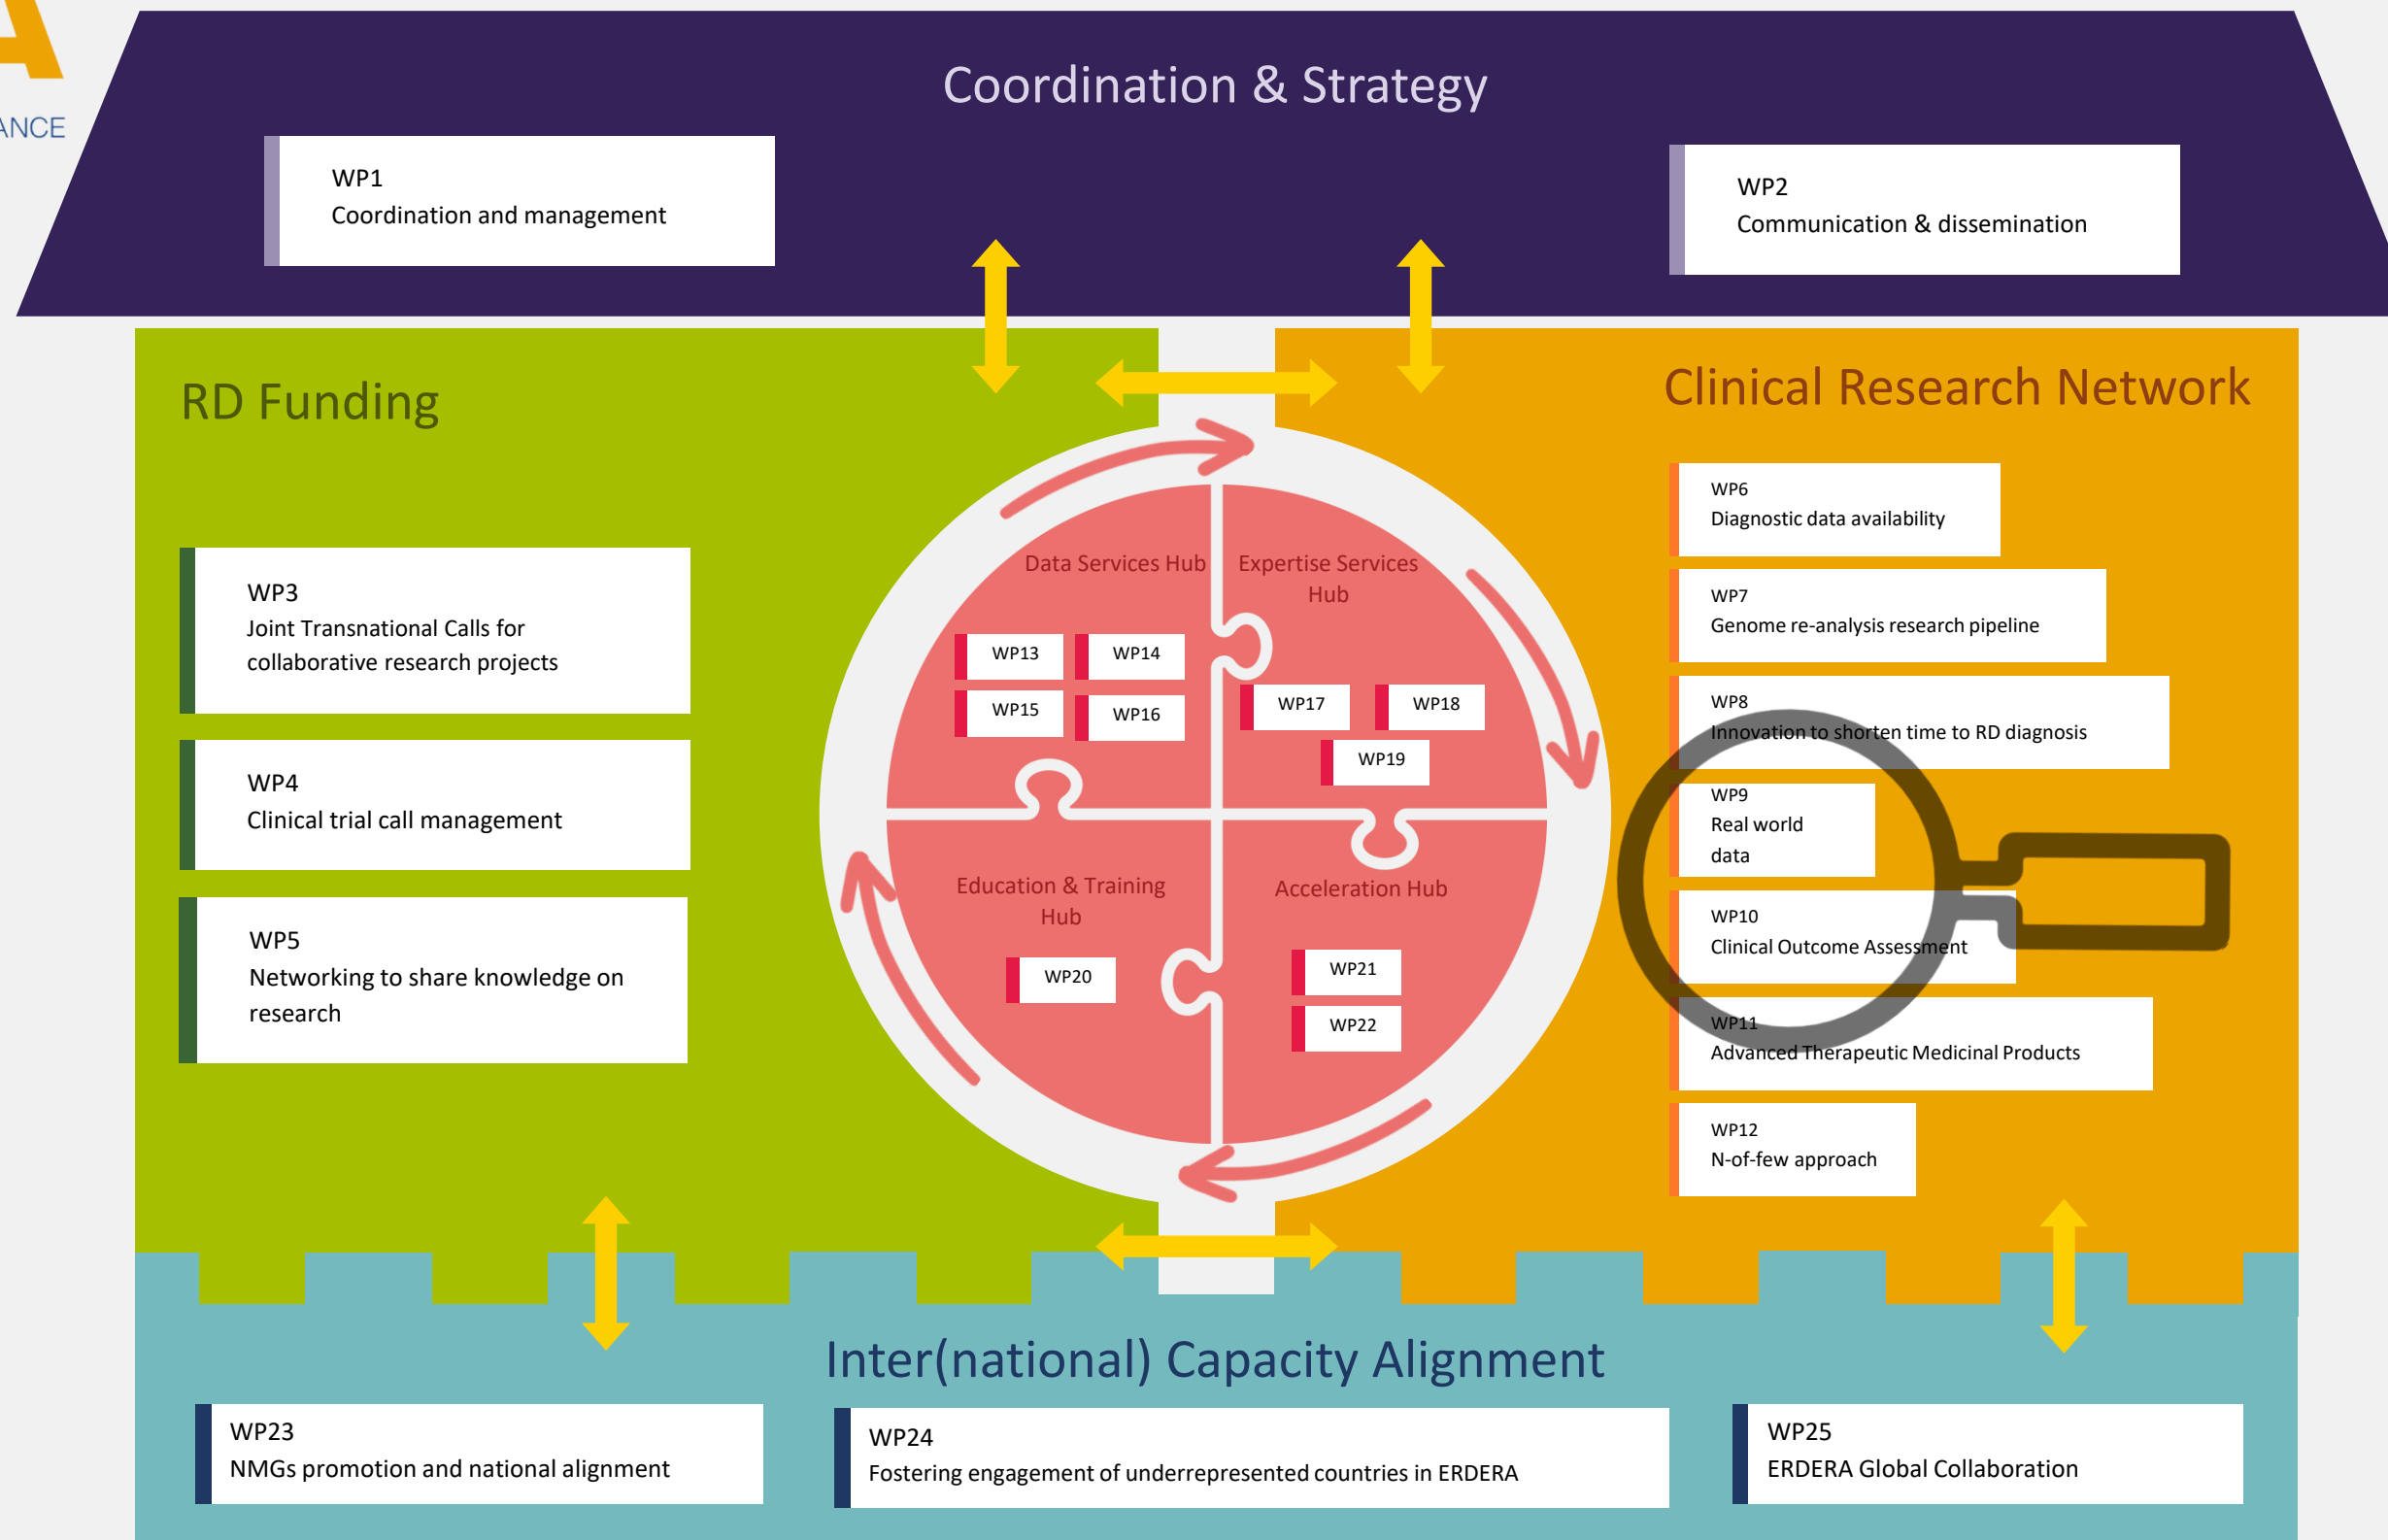 Coordination & Strategy
WP1
Coordination and management
WP2
Communication & dissemination
RD Funding
WP3
Joint Transnational Calls for
collaborative research projects
WP4
Clinical trial call management
WP5
Networking to share knowledge on
research
Data Services Hub
WP13
WP14
WP15
WP16
Expertise Services
Hub
WP17
WP18
WP19
Education & Training
Hub
WP20
Acceleration Hub
WP21
WP22
Clinical Research Network
WP6
Diagnostic data availability
WP7
Genome re-analysis research pipeline
WP8
Innovation to shorten time to RD diagnosis
WP9
Real world
data
WP10
Clinical Outcome Assessment
WP11
Advanced Therapeutic Medicinal Products
WP12
N-of-few approach
Inter(national) Capacity Alignment
WP23
NMGs promotion and national alignment
WP24
Fostering engagement of underrepresented countries in ERDERA
WP25
ERDERA Global Collaboration